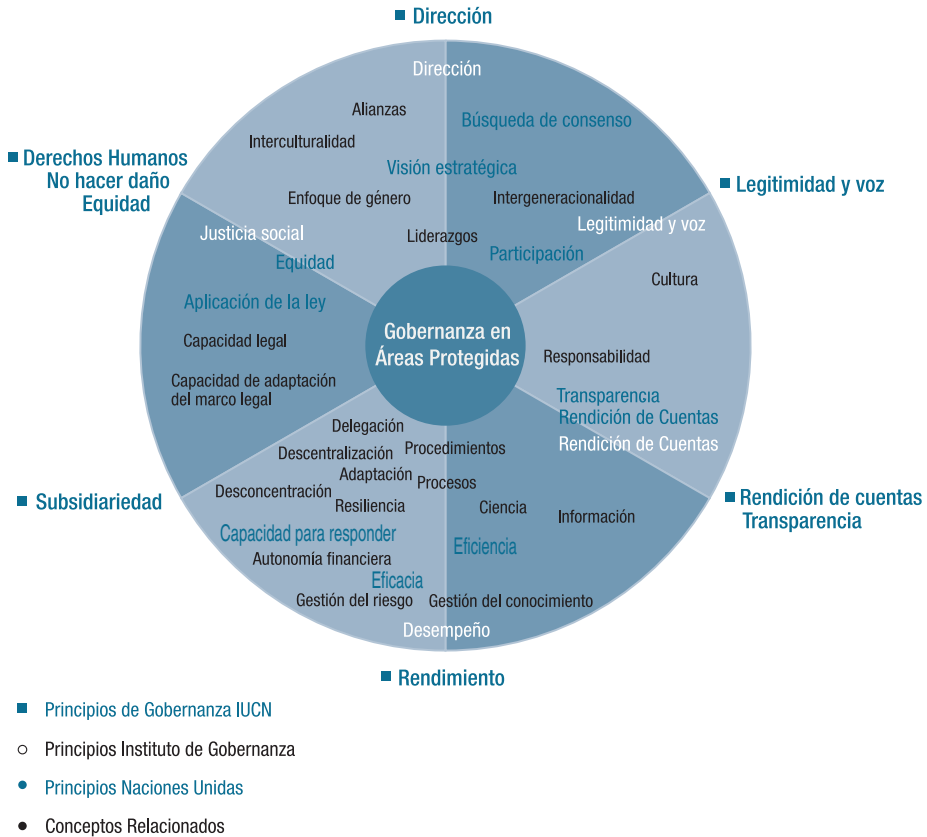 Dirección
Dirección
Alianzas
Búsqueda de consenso
Interculturalidad
Derechos Humanos
No hacer daño
Equidad
Visión estratégica
Legitimidad y voz
Enfoque de género
Intergeneracionalidad
Justicia social
Liderazgos
Legitimidad y voz
Equidad
Participación
Cultura
Aplicación de la ley
Gobernanza en
Áreas Protegidas
Capacidad legal
Responsabilidad
Capacidad de adaptación
del marco legal
Transparencia
Rendición de Cuentas
Delegación
Rendición de Cuentas
Descentralización
Procedimientos
Adaptación
Procesos
Desconcentración
Subsidiariedad
Resiliencia
Ciencia
Información
Rendición de cuentas
Transparencia
Capacidad para responder
Eficiencia
Autonomía financiera
Eficacia
Gestión del riesgo
Gestión del conocimiento
Desempeño
Rendimiento
Principios de Gobernanza IUCN
Principios Instituto de Gobernanza
Principios Naciones Unidas
Conceptos Relacionados